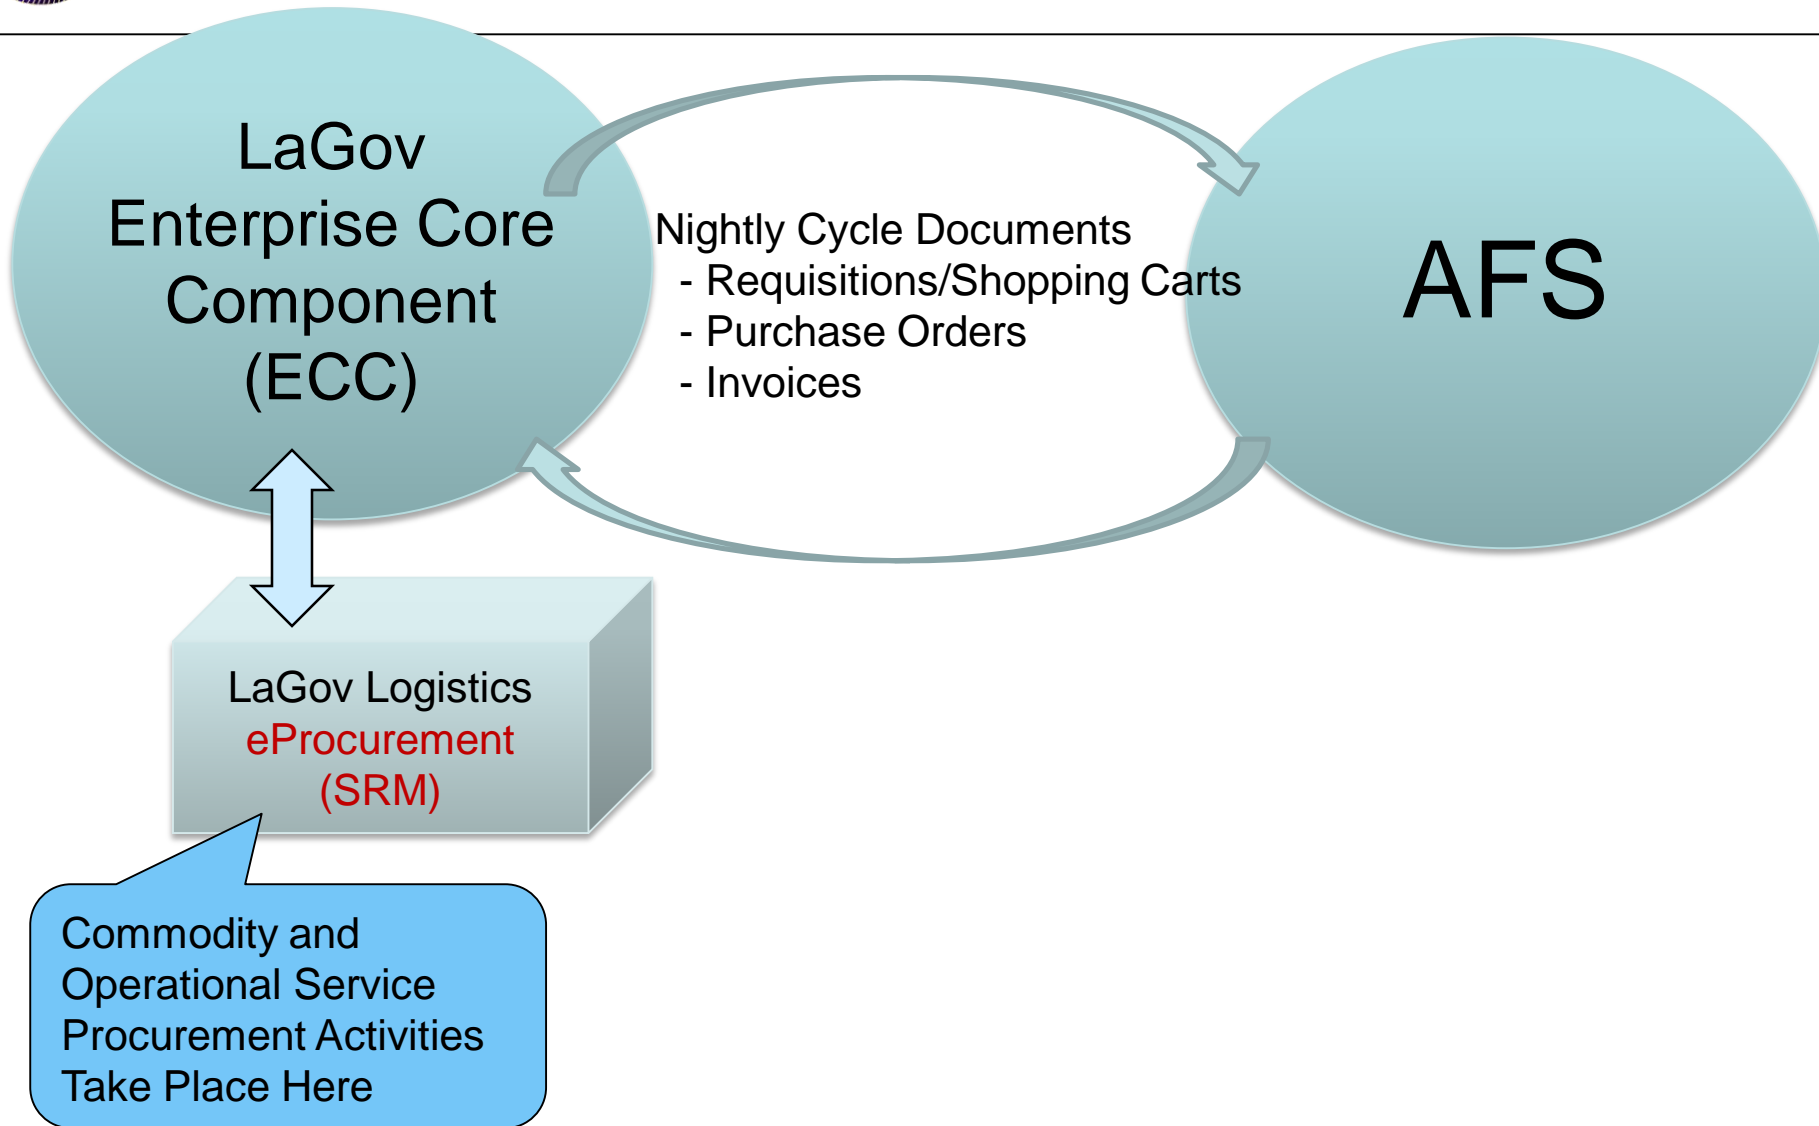 LaGov
Enterprise Core
Component
(ECC)
Nightly Cycle Documents
- Requisitions/Shopping Carts
- Purchase Orders
- Invoices
AFS
LaGov Logistics
eProcurement
(SRM)
Commodity and
Operational Service
Procurement Activities
Take Place Here